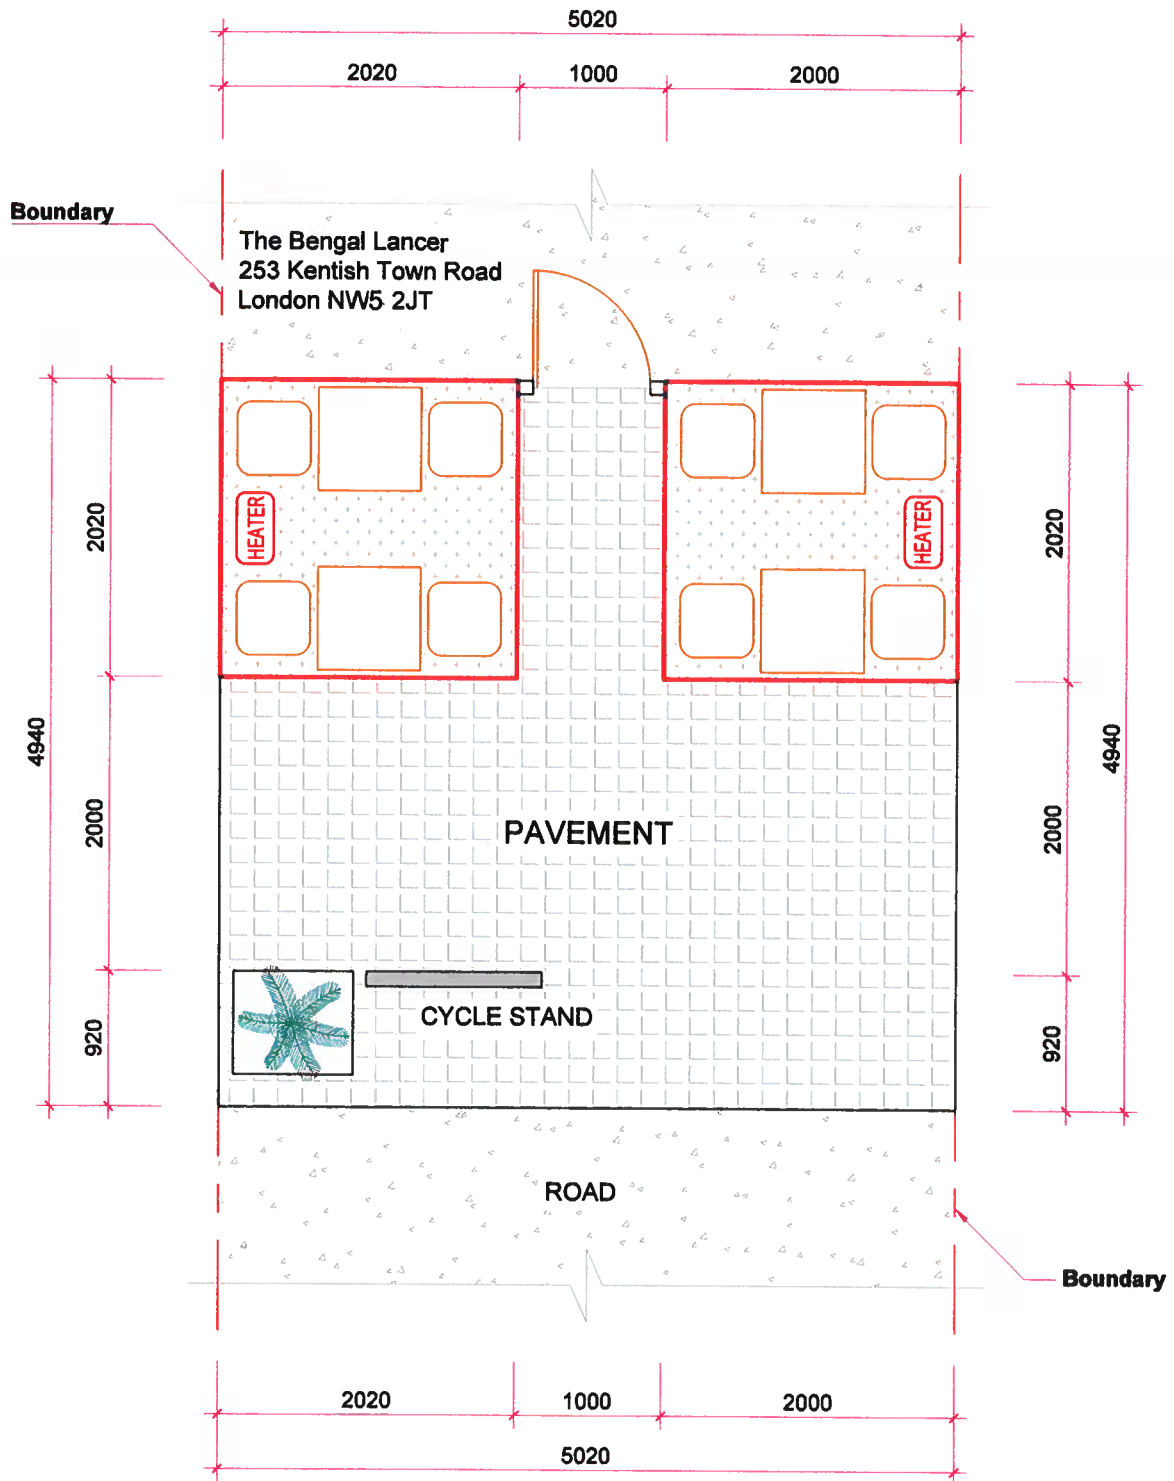 5020
2020
1000
2000
Boundary
The Bengal Lancer
253 Kentish Town Road
London NW5 2JT
HEATER
HEATER
2020
2020
4940
4940
2000
2000
PAVEMENT
CYCLE STAND
920
920
ROAD
Boundary
2020
1000
2000
5020